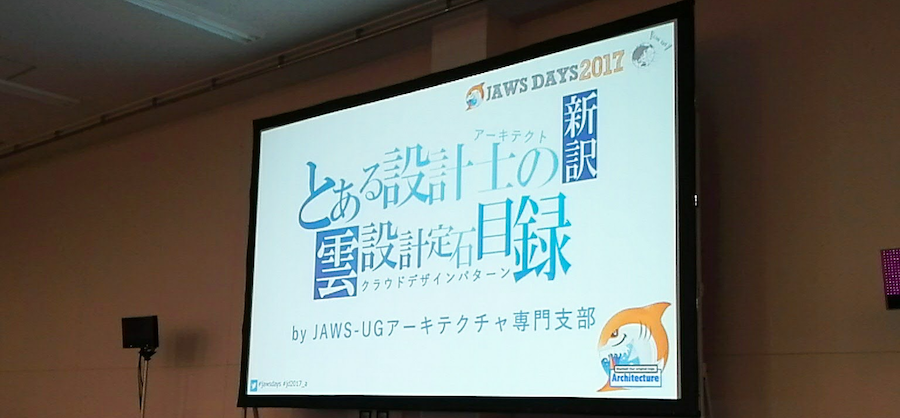 JAWS DAYS 2017
新訳
アーキテクト
とある設計士の
雲設計定石目録
クラウドデザインパターン
by JAWS-UGアーキテクチャ専門支部
Architecture
#jawsdays #jd2017_a